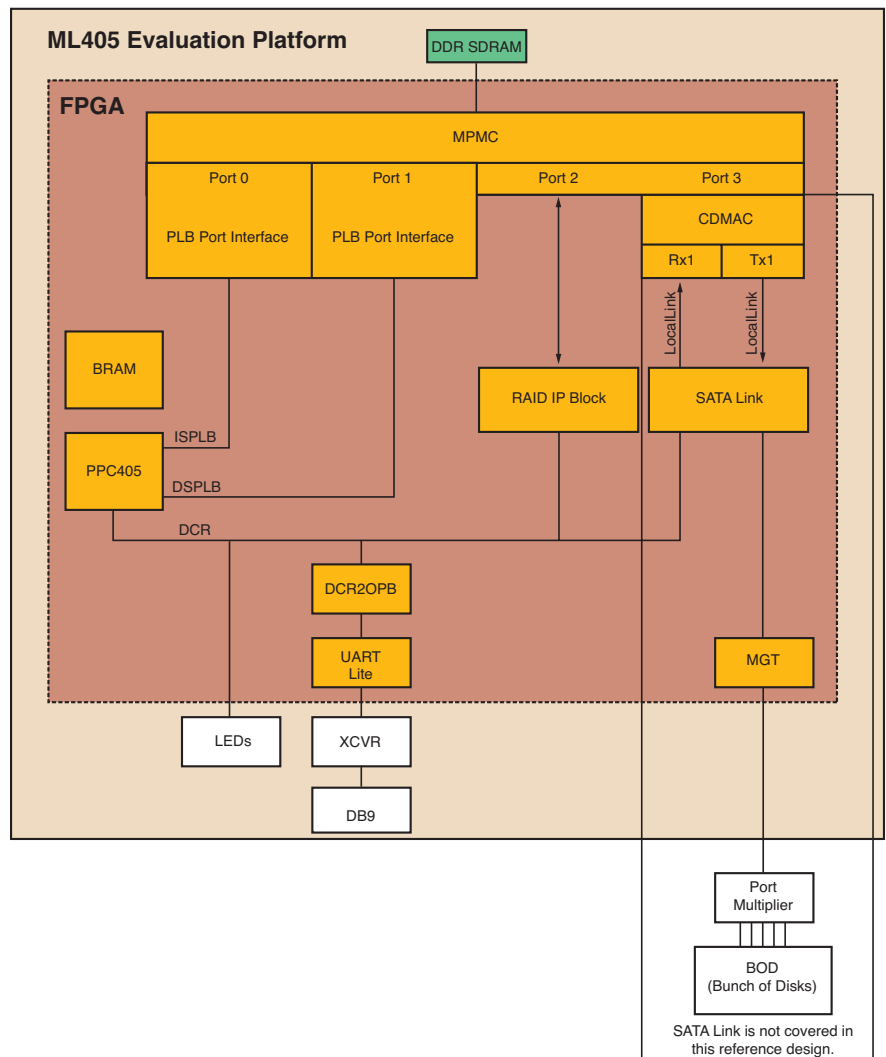 ML405 Evaluation Platform
DDR SDRAM
FPGA
MPMC
Port 0
Port 1
Port 2
Port 3
PLB Port Interface
PLB Port Interface
CDMAC
Rx1
Tx1
LocalLink
LocalLink
BRAM
RAID IP Block
SATA Link
ISPLB
PPC405
DSPLB
DCR
DCR2OPB
UART
Lite
MGT
LEDs
XCVR
DB9
Port
Multiplier
BOD
(Bunch of Disks)
SATA Link is not covered in
this reference design.